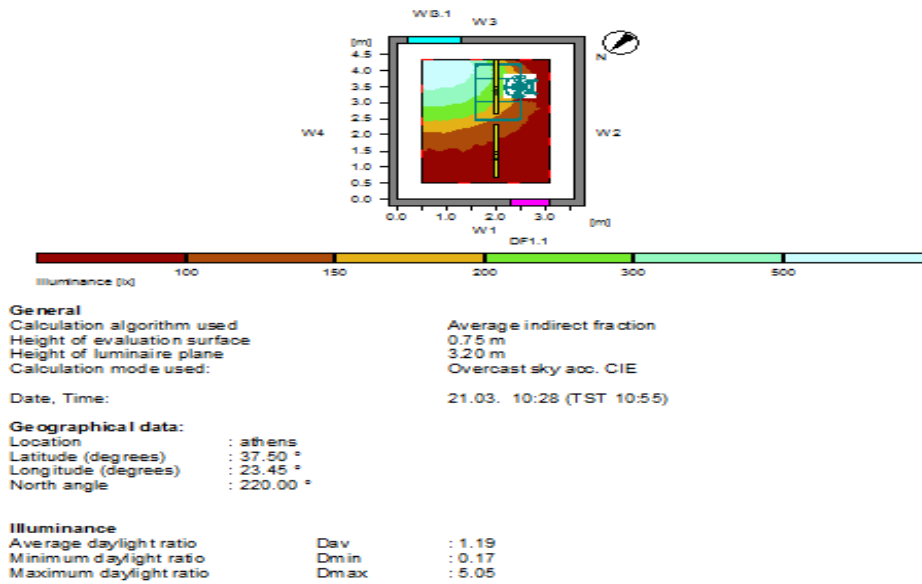 WB.1
W3
[m]
4.5
4.0
3.5
3.0
2.5
2.0
1.5
1.0
0.5
0.0
N
W4
W2
0.0 1.0 2.0 3.0 [m]
W1
DF1.1
100 150 200 300 500
Illuminance [lx]
General
Calculation algorithm used Average indirect fraction
Height of evaluation surface 0.75 m
Height of luminaire plane 3.20 m
Calculation mode used: Overcast sky acc. CIE
Date, Time: 21.03. 10:28 (TST 10:55)
Geographical data:
Location : athens
Latitude (degrees) : 37.50 °
Longitude (degrees) : 23.45 °
North angle : 220.00 °
Illuminance
Average daylight ratio Dav : 1.19
Minimum daylight ratio Dmin : 0.17
Maximum daylight ratio Dmax : 5.05